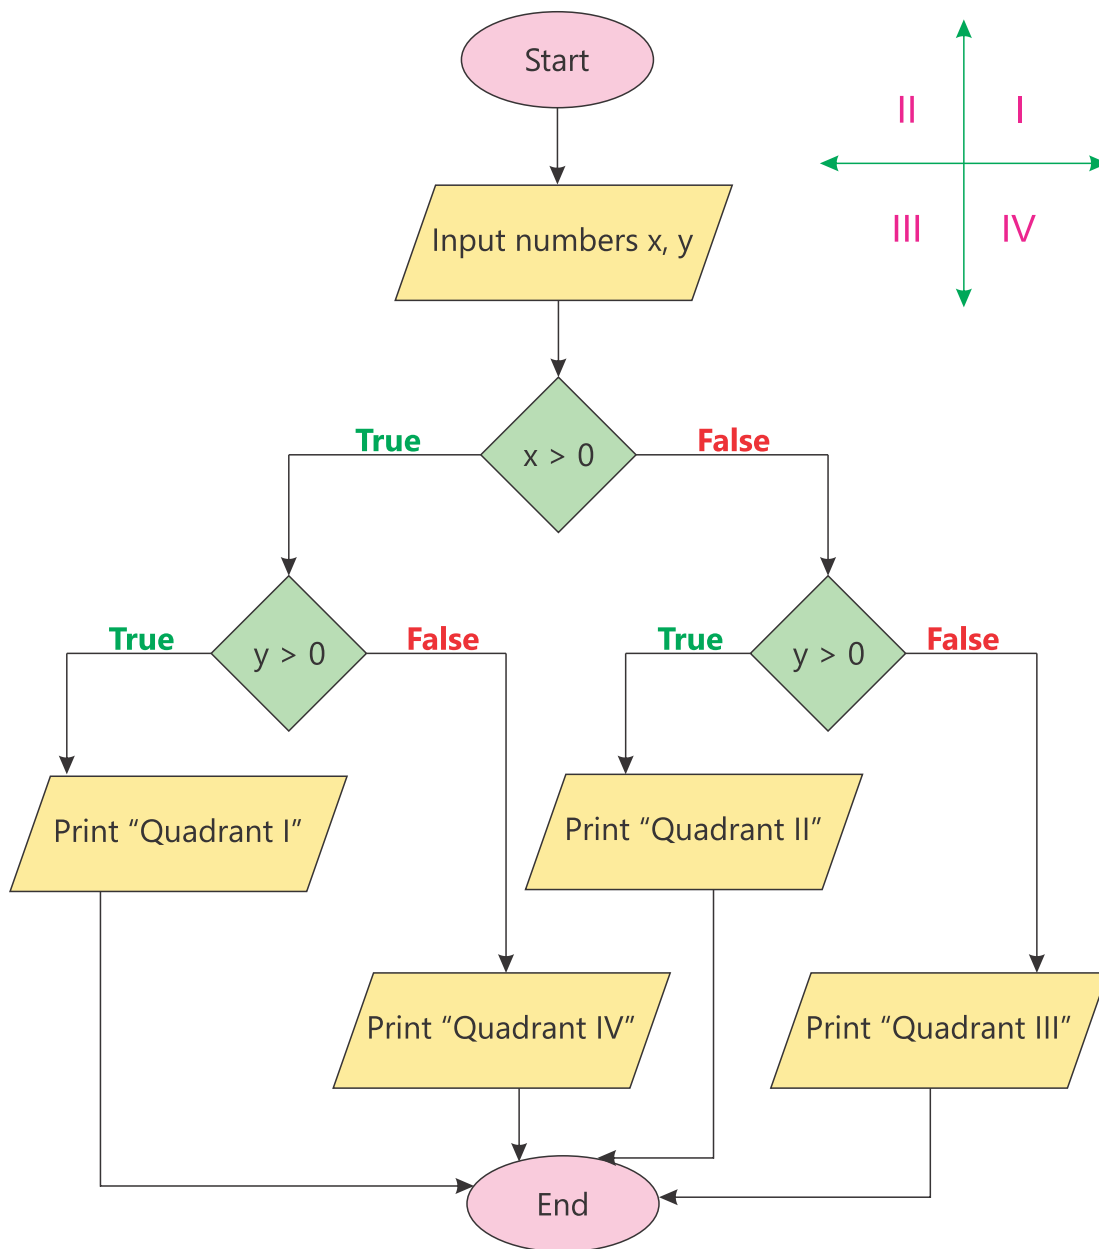 Start
II
I
Input numbers x, y
III
IV
True
x > 0
False
True
y > 0
False
True
y > 0
False
Print “Quadrant I”
Print “Quadrant II”
Print “Quadrant IV”
Print “Quadrant III”
End